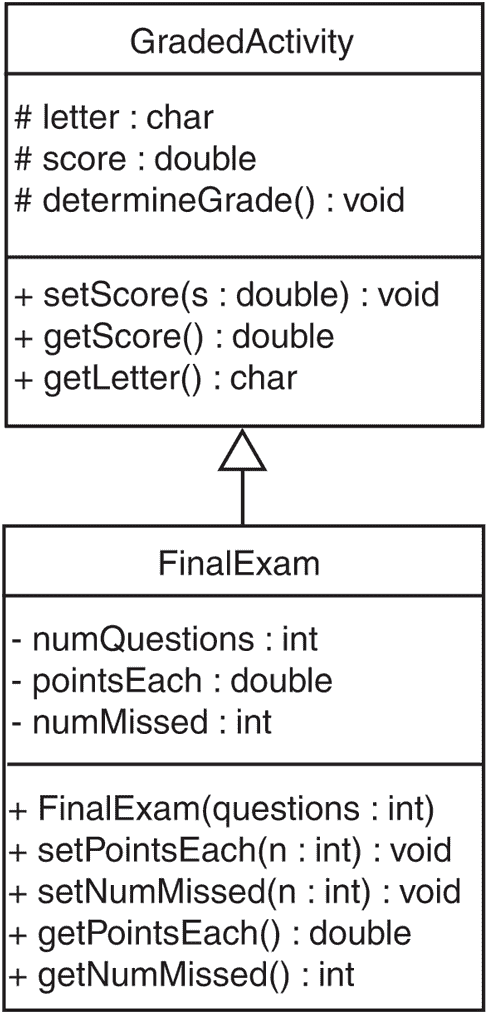 GradedActivity
# letter : char
# score : double
# determineGrade() : void
+ setScore(s : double) : void
+ getScore() : double
+ getLetter() : char
FinalExam
- numQuestions : int
- pointsEach : double
- numMissed : int
+ FinalExam(questions : int)
+ setPointsEach(n : int) : void
+ setNumMissed(n : int) : void
+ getPointsEach() : double
+ getNumMissed() : int